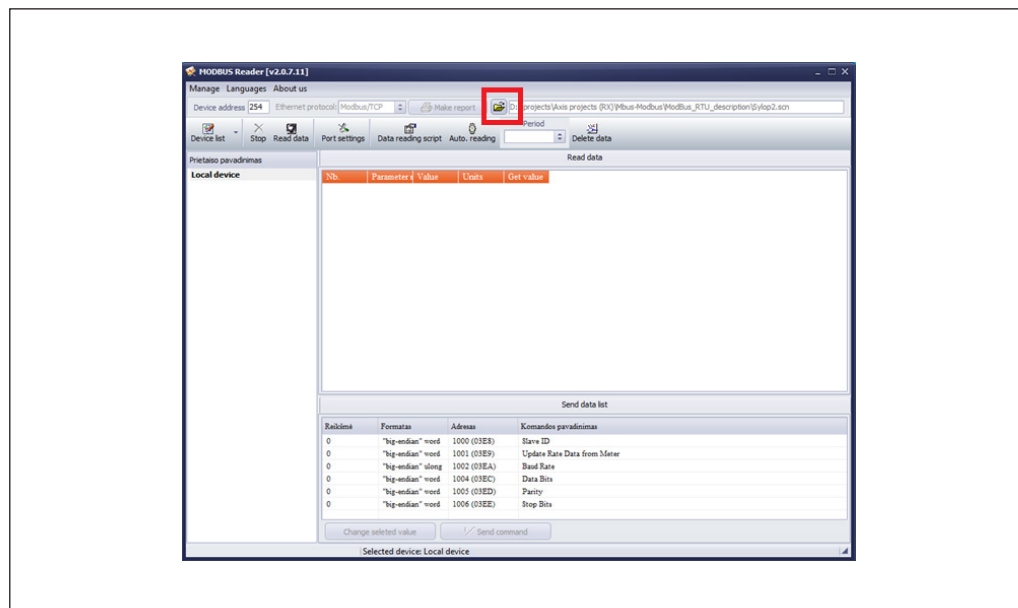 MODBUS Reader [v2.0.7.11]
Manage Languages About us
Device address 254 Ethernet protocol: Modbus/TCP Make report projects\Axis projects (RX)\Mbus-Modbus\ModBus_RTU_description\Sylop2.scn
Device list Stop Read data Port settings Data reading script Auto. reading Period Delete data
Prietaiso pavadinimas Read data
Local device Nb. Parameter Value Units Get value
Send data list
Reikšmė Formatas Adresas Komandos pavadinimas
0 "big-endian" word 1000 (03E8) Slave ID
0 "big-endian" word 1001 (03E9) Update Rate Data from Meter
0 "big-endian" ulong 1002 (03EA) Baud Rate
0 "big-endian" word 1004 (03EC) Data Bits
0 "big-endian" word 1005 (03ED) Parity
0 "big-endian" word 1006 (03EE) Stop Bits
Change seleted value Send command
Selected device: Local device